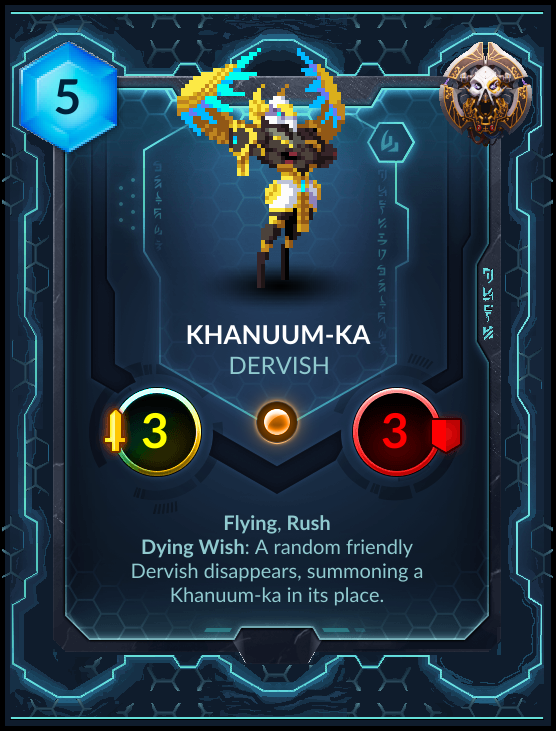 5
KHANUUM-KA
DERVISH
3
3
Flying, Rush
Dying Wish: A random friendly
Dervish disappears, summoning a
Khanuum-ka in its place.